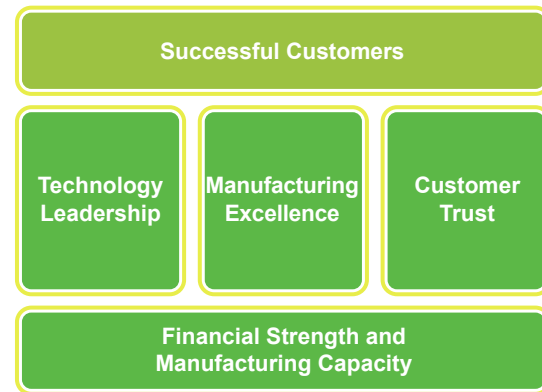 Successful Customers
Technology
Leadership
Manufacturing
Excellence
Customer
Trust
Financial Strength and
Manufacturing Capacity